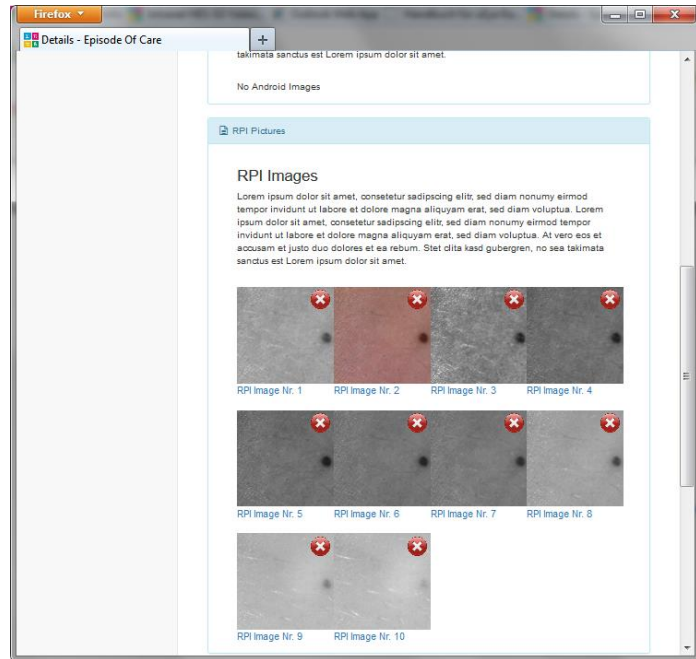 Firefox
Details - Episode Of Care
takimata sanctus est Lorem ipsum dolor sit amet.
No Android Images
RPI Pictures
RPI Images
Lorem ipsum dolor sit amet, consetetur sadipscing elitr, sed diam nonumy eirmod
tempor invidunt ut labore et dolore magna aliquyam erat, sed diam voluptua. Lorem
ipsum dolor sit amet, consetetur sadipscing elitr, sed diam nonumy eirmod tempor
invidunt ut labore et dolore magna aliquyam erat, sed diam voluptua. At vero eos et
accusam et justo duo dolores et ea rebum. Stet clita kasd gubergren, no sea takimata
sanctus est Lorem ipsum dolor sit amet.
RPI Image Nr. 1 RPI Image Nr. 2 RPI Image Nr. 3 RPI Image Nr. 4
RPI Image Nr. 5 RPI Image Nr. 6 RPI Image Nr. 7 RPI Image Nr. 8
RPI Image Nr. 9 RPI Image Nr. 10